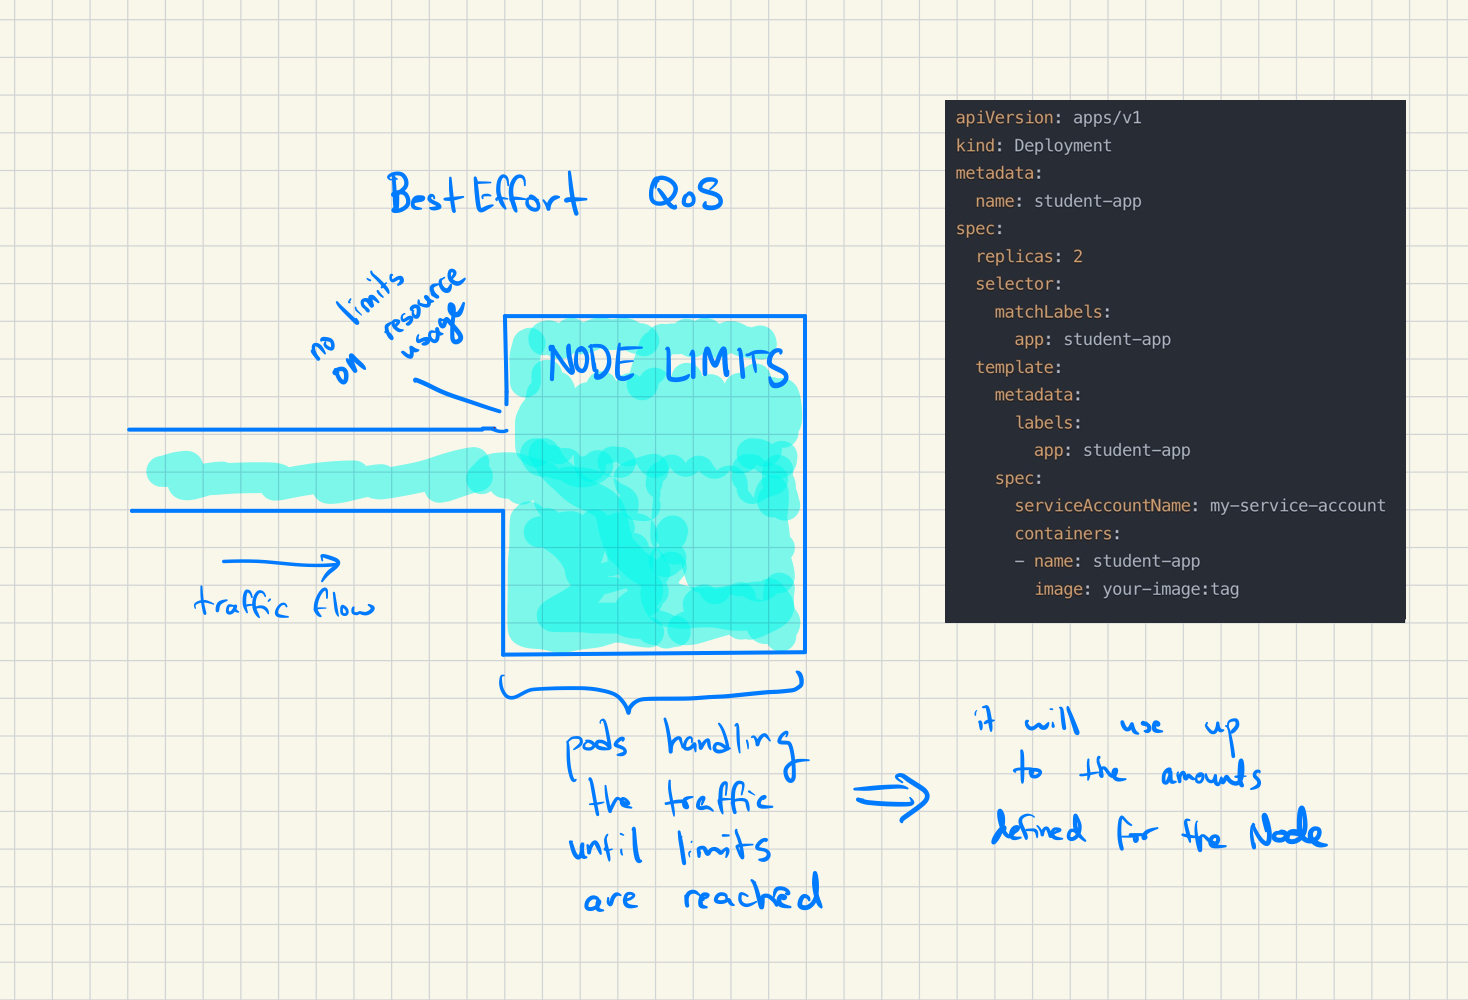 BestEffort QoS
no limits
on resource
usage
NODE LIMITS
traffic flow
pods handling
the traffic
until limits
are reached
it will use up
to the amounts
defined for the Node
apiVersion: apps/v1
kind: Deployment
metadata:
  name: student-app
spec:
  replicas: 2
  selector:
    matchLabels:
      app: student-app
  template:
    metadata:
      labels:
        app: student-app
    spec:
      serviceAccountName: my-service-account
      containers:
      - name: student-app
        image: your-image:tag